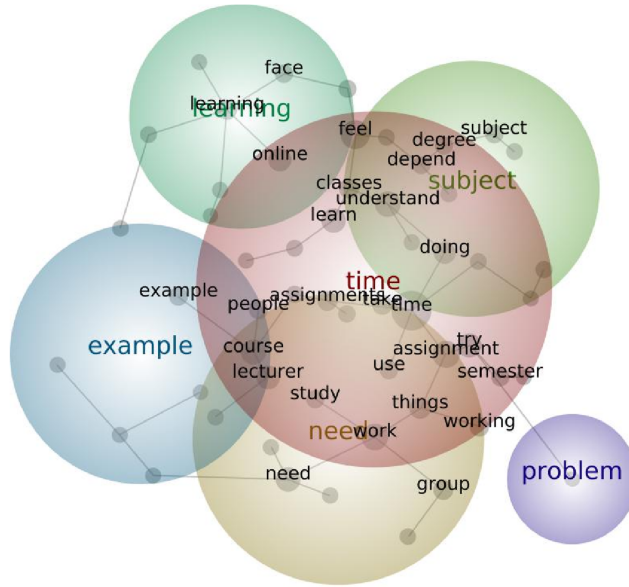 face
learning
learning
feel
subject
degree
online
depend
classes
subject
understand
learn
doing
time
example
assignments
take
people
time
try
example
course
assignment
use
lecturer
semester
study
things
working
need
work
need
problem
group